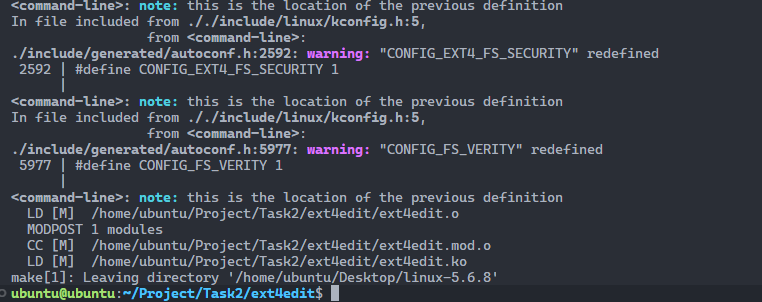 <command-line>: note: this is the location of the previous definition
In file included from ././include/linux/kconfig.h:5,
                 from <command-line>:
./include/generated/autoconf.h:2592: warning: "CONFIG_EXT4_FS_SECURITY" redefined
 2592 | #define CONFIG_EXT4_FS_SECURITY 1
      |
<command-line>: note: this is the location of the previous definition
In file included from ././include/linux/kconfig.h:5,
                 from <command-line>:
./include/generated/autoconf.h:5977: warning: "CONFIG_FS_VERITY" redefined
 5977 | #define CONFIG_FS_VERITY 1
      |
<command-line>: note: this is the location of the previous definition
  LD [M]  /home/ubuntu/Project/Task2/ext4edit/ext4edit.o
  MODPOST 1 modules
  CC [M]  /home/ubuntu/Project/Task2/ext4edit/ext4edit.mod.o
  LD [M]  /home/ubuntu/Project/Task2/ext4edit/ext4edit.ko
make[1]: Leaving directory '/home/ubuntu/Desktop/linux-5.6.8'
ubuntu@ubuntu:~/Project/Task2/ext4edit$